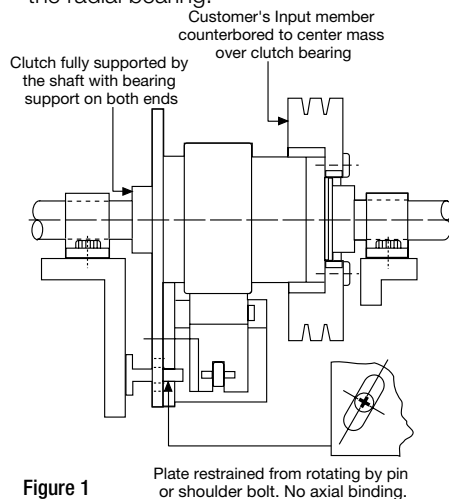 the radial bearing.
Customer's Input member
counterbored to center mass
over clutch bearing
Clutch fully supported by
the shaft with bearing
support on both ends
Figure 1
Plate restrained from rotating by pin
or shoulder bolt. No axial binding.